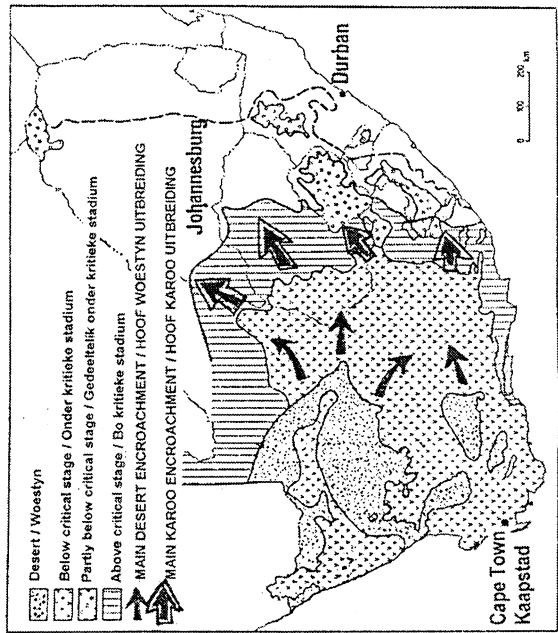 Desert / Woestyn
Below critical stage / Onder kritieke stadium
Partly below critical stage / Gedeeltelik onder kritieke stadium
Above critical stage / Bo kritieke stadium
MAIN DESERT ENCROACHMENT / HOOF WOESTYN UITBREIDING
MAIN KAROO ENCROACHMENT / HOOF KAROO UITBREIDING
Johannesburg
Durban
Cape Town
Kaapstad
0 100 200 km